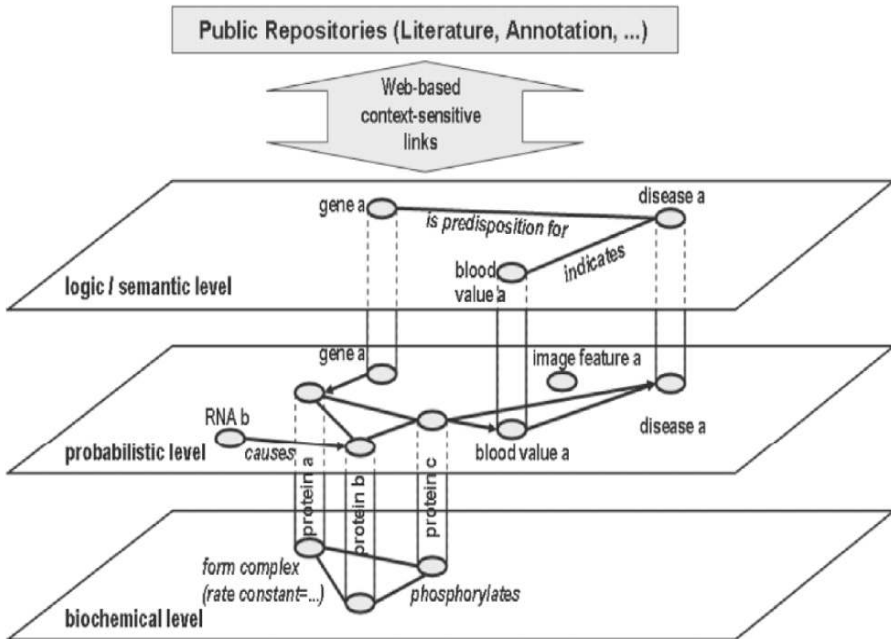 Public Repositories (Literature, Annotation, ...)
Web-based
context-sensitive
links
gene a
disease a
is predisposition for
indicates
blood
value a
logic / semantic level
gene a
image feature a
RNA b
disease a
causes
blood value a
probabilistic level
protein a
protein b
protein c
form complex
(rate constant=...)
phosphorylates
biochemical level